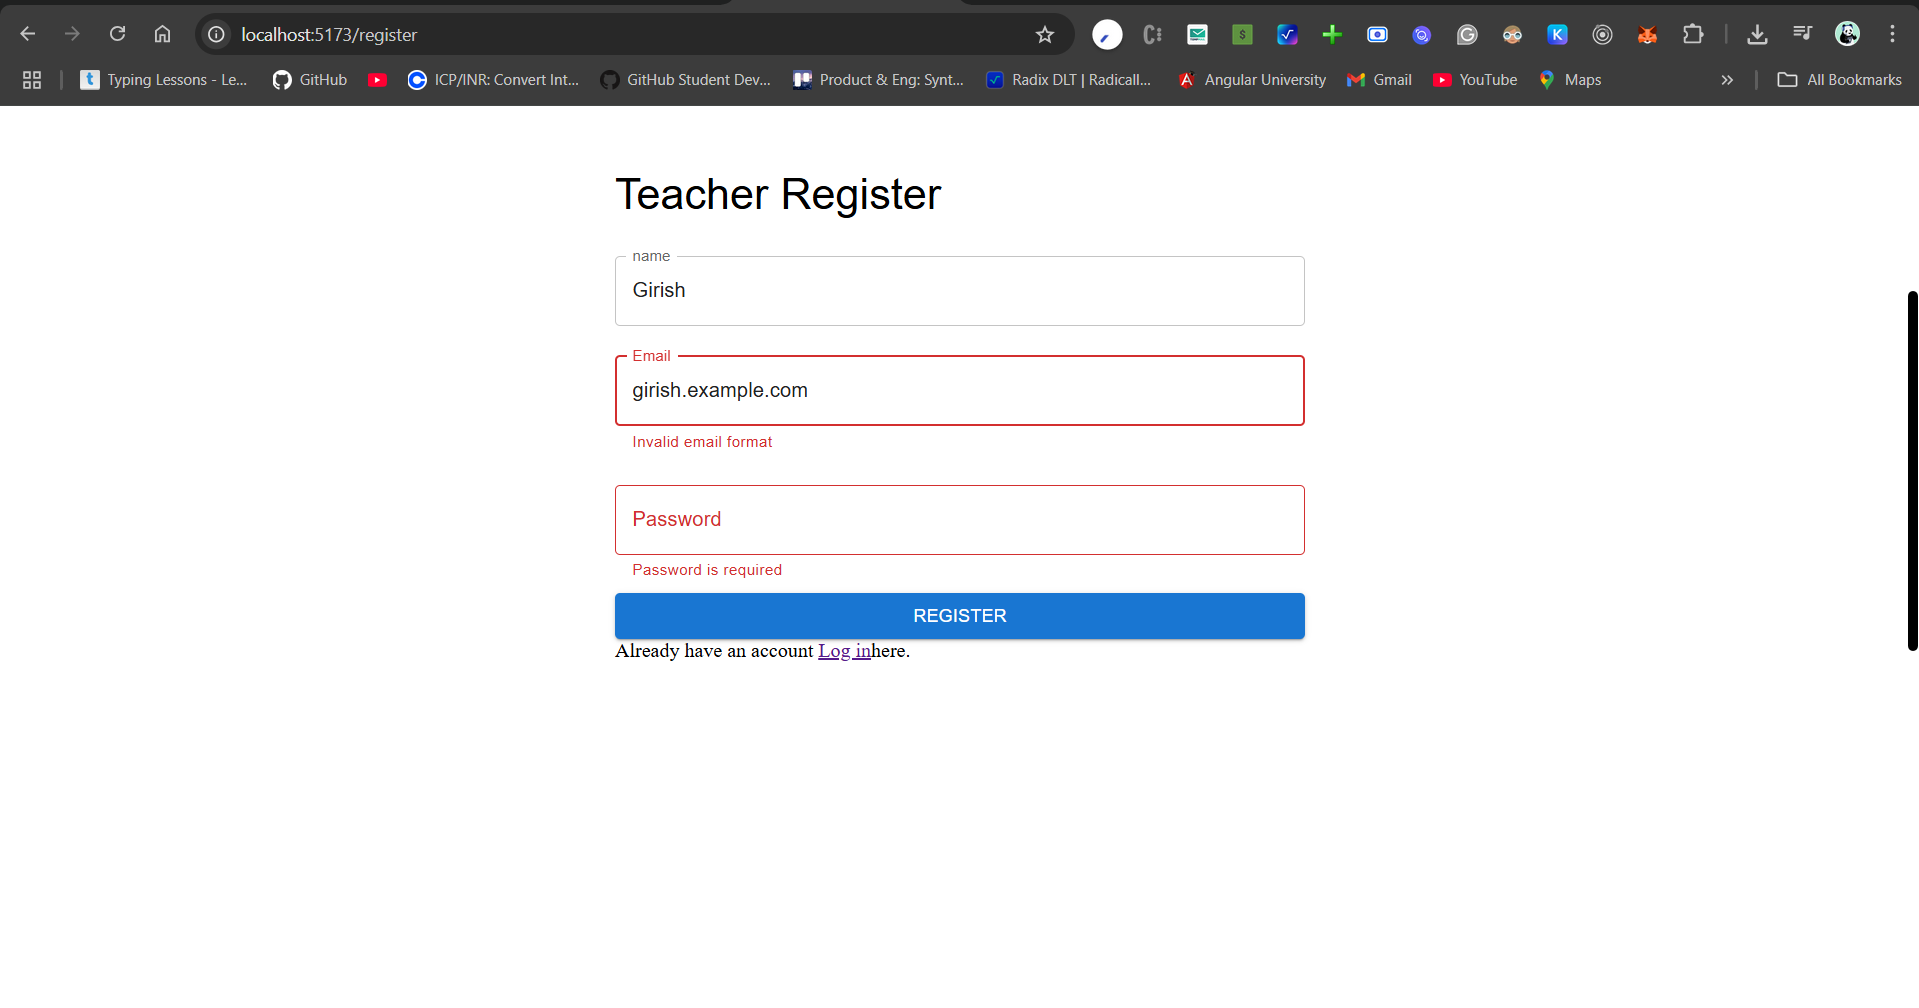 localhost:5173/register
Typing Lessons - Le... GitHub ICP/INR: Convert Int... GitHub Student Dev... Product & Eng: Synt... Radix DLT | Radicall... Angular University Gmail YouTube Maps » All Bookmarks
Teacher Register
name
Girish
Email
girish.example.com
Invalid email format
Password
Password is required
REGISTER
Already have an account Log inhere.